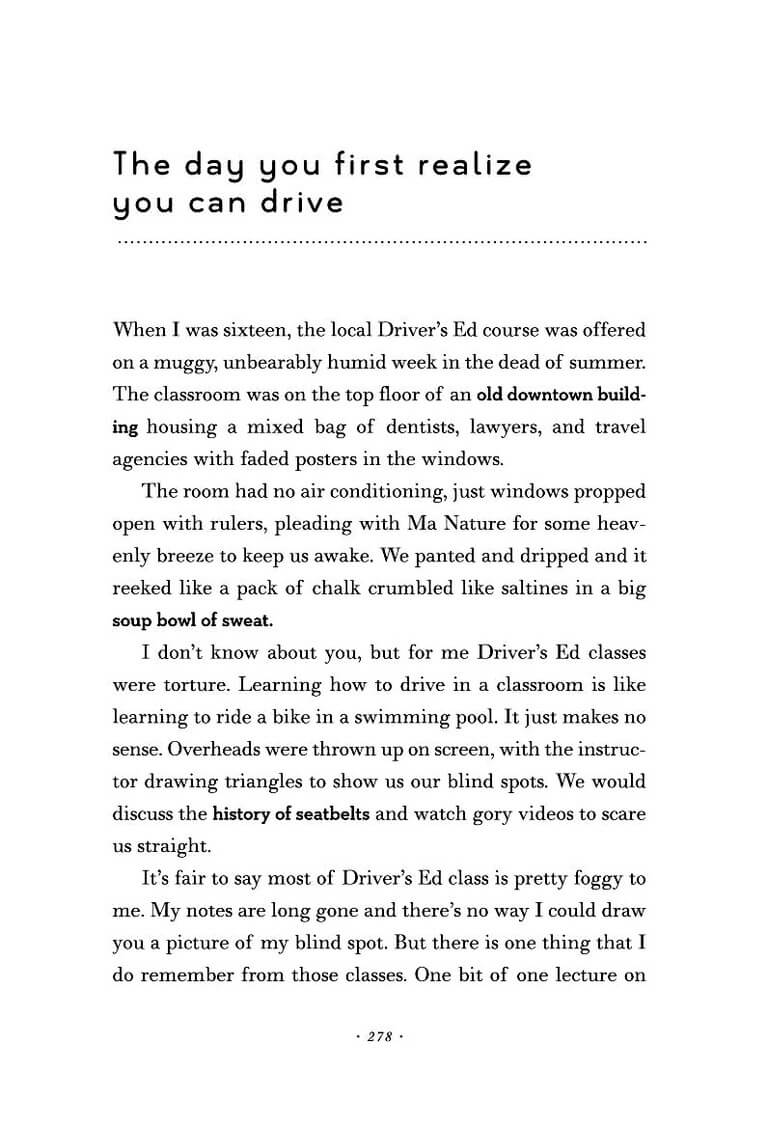 The day you first realize
you can drive
When I was sixteen, the local Driver’s Ed course was offered
on a muggy, unbearably humid week in the dead of summer.
The classroom was on the top floor of an old downtown build-
ing housing a mixed bag of dentists, lawyers, and travel
agencies with faded posters in the windows.
The room had no air conditioning, just windows propped
open with rulers, pleading with Ma Nature for some heav-
enly breeze to keep us awake. We panted and dripped and it
reeked like a pack of chalk crumbled like saltines in a big
soup bowl of sweat.
I don’t know about you, but for me Driver’s Ed classes
were torture. Learning how to drive in a classroom is like
learning to ride a bike in a swimming pool. It just makes no
sense. Overheads were thrown up on screen, with the instruc-
tor drawing triangles to show us our blind spots. We would
discuss the history of seatbelts and watch gory videos to scare
us straight.
It’s fair to say most of Driver’s Ed class is pretty foggy to
me. My notes are long gone and there’s no way I could draw
you a picture of my blind spot. But there is one thing that I
do remember from those classes. One bit of one lecture on
· 278 ·